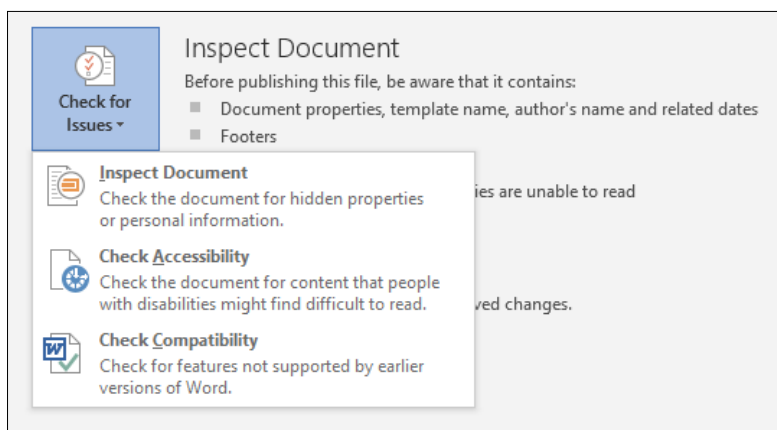 Inspect Document
Before publishing this file, be aware that it contains:
Document properties, template name, author's name and related dates
Footers
Check for
Issues
Inspect Document
Check the document for hidden properties
or personal information.
ies are unable to read
Check Accessibility
Check the document for content that people
with disabilities might find difficult to read.
ved changes.
Check Compatibility
Check for features not supported by earlier
versions of Word.